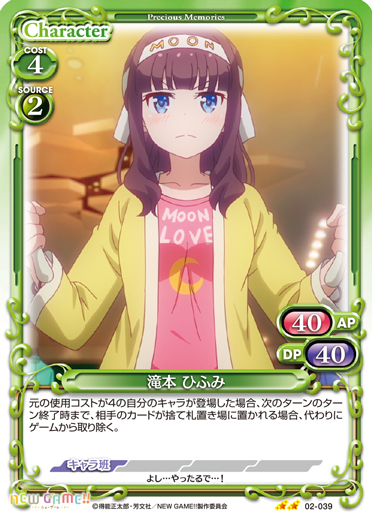 Precious Memories
Character
COST
4
SOURCE
2
MOON
MOON
LOVE
40 AP
DP 40
滝本 ひふみ
元の使用コストが4の自分のキャラが登場した場合、次のターンのター
ン終了時まで、相手のカードが捨て札置き場に置かれる場合、代わりに
ゲームから取り除く。
キャラ班
よし…やったるで…!
NEW GAME!!
©得能正太郎・芳文社／NEW GAME!!製作委員会
02-039